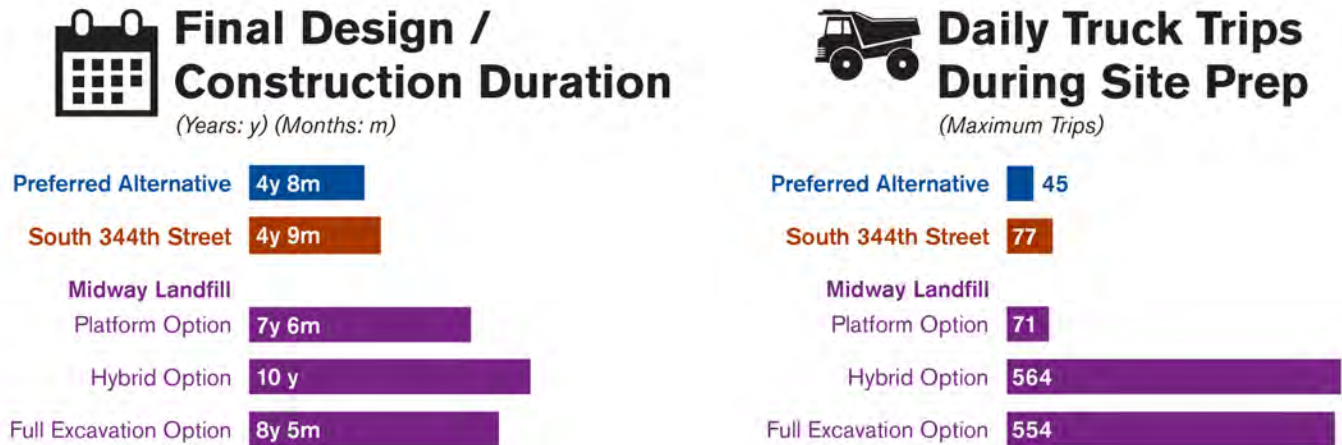 Final Design /
Construction Duration
(Years: y) (Months: m)
Preferred Alternative 4y 8m
South 344th Street 4y 9m
Midway Landfill
Platform Option 7y 6m
Hybrid Option 10 y
Full Excavation Option 8y 5m
Daily Truck Trips
During Site Prep
(Maximum Trips)
Preferred Alternative 45
South 344th Street 77
Midway Landfill
Platform Option 71
Hybrid Option 564
Full Excavation Option 554